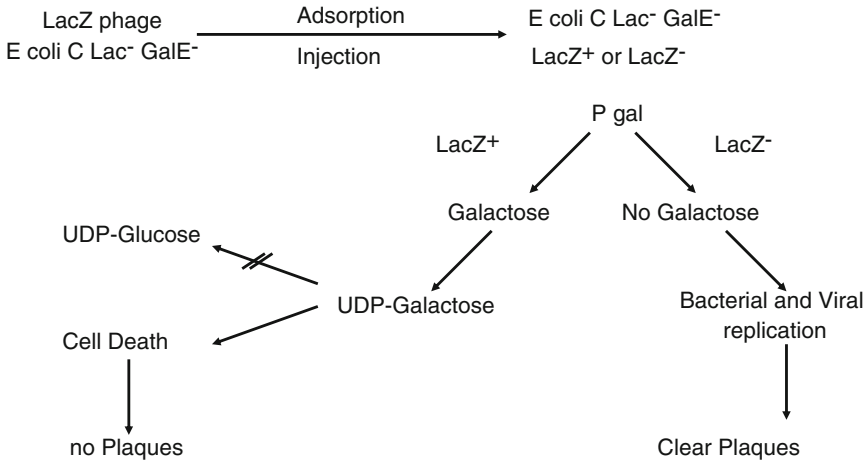 LacZ phage
E coli C Lac- GalE-
Adsorption
Injection
E coli C Lac- GalE-
LacZ+ or LacZ-
P gal
LacZ+
LacZ-
Galactose
No Galactose
UDP-Glucose
UDP-Galactose
Bacterial and Viral
replication
Cell Death
no Plaques
Clear Plaques